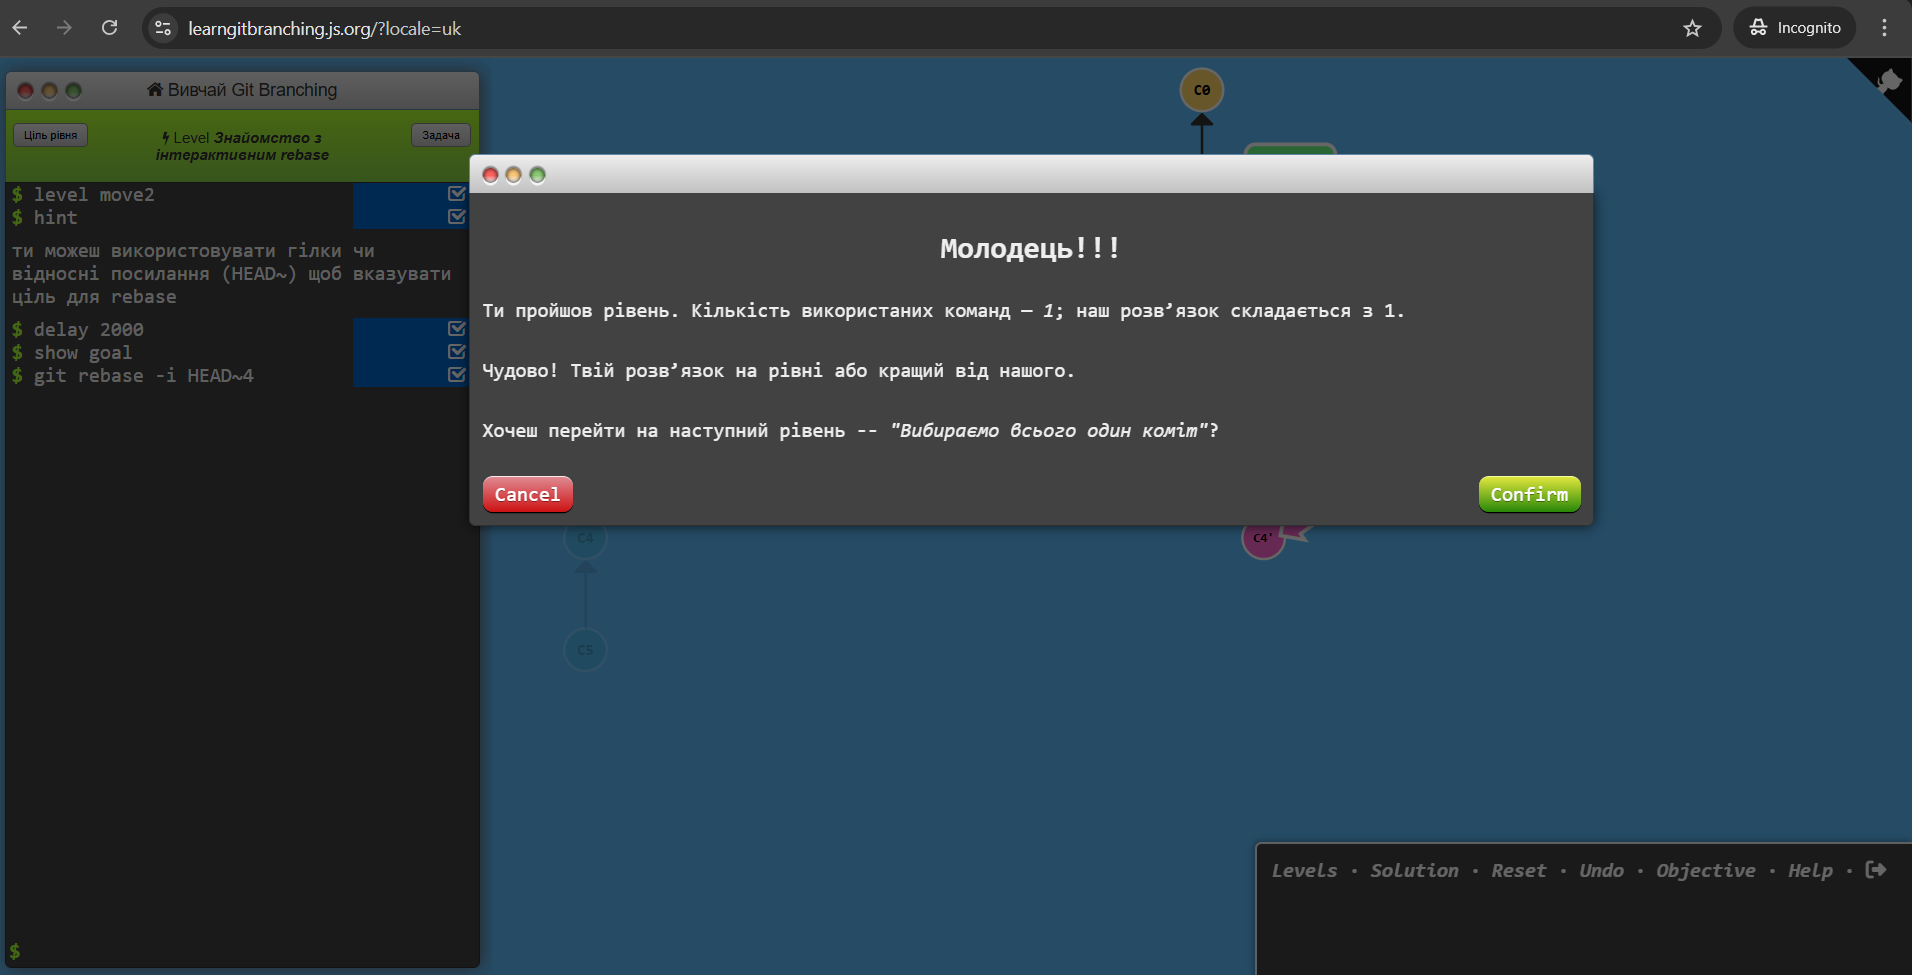 learngitbranching.js.org/?locale=uk
Incognito
Вивчай Git Branching
Ціль рівня
Level Знайомство з
інтерактивним rebase
Задача
$ level move2
$ hint
ти можеш використовувати гілки чи
відносні посилання (HEAD~) щоб вказувати
ціль для rebase
$ delay 2000
$ show goal
$ git rebase -i HEAD~4
$
C0
Молодець!!!
Ти пройшов рівень. Кількість використаних команд — 1; наш розв’язок складається з 1.
Чудово! Твій розв’язок на рівні або кращий від нашого.
Хочеш перейти на наступний рівень -- "Вибираємо всього один коміт"?
Cancel
Confirm
C4
C4'
C5
Levels · Solution · Reset · Undo · Objective · Help ·